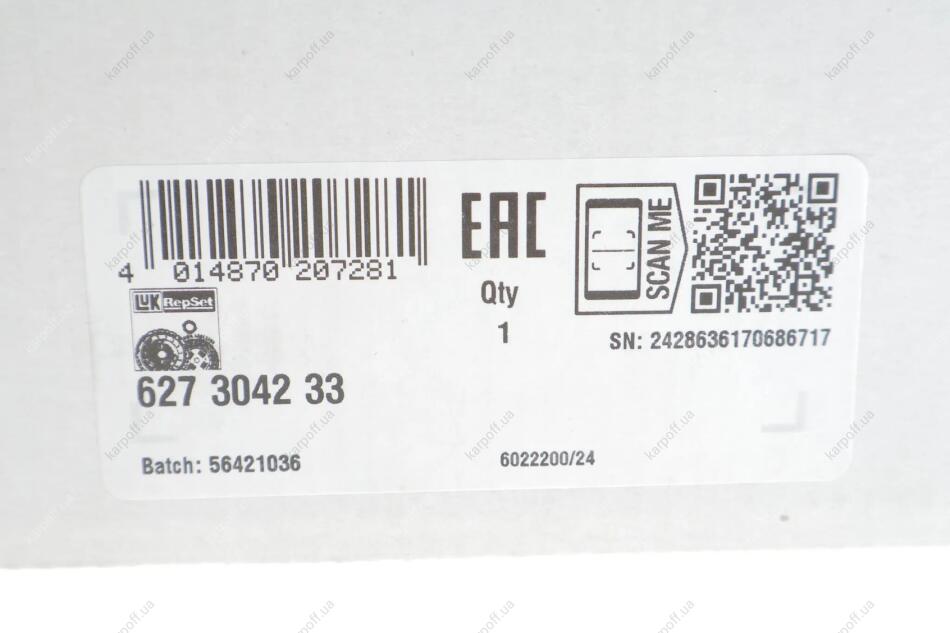 4 014870 207281
LuK RepSet
627 3042 33
Batch: 56421036
EAC
Qty
1
6022200/24
SCAN ME
SN: 2428636170686717
karpoff.ua